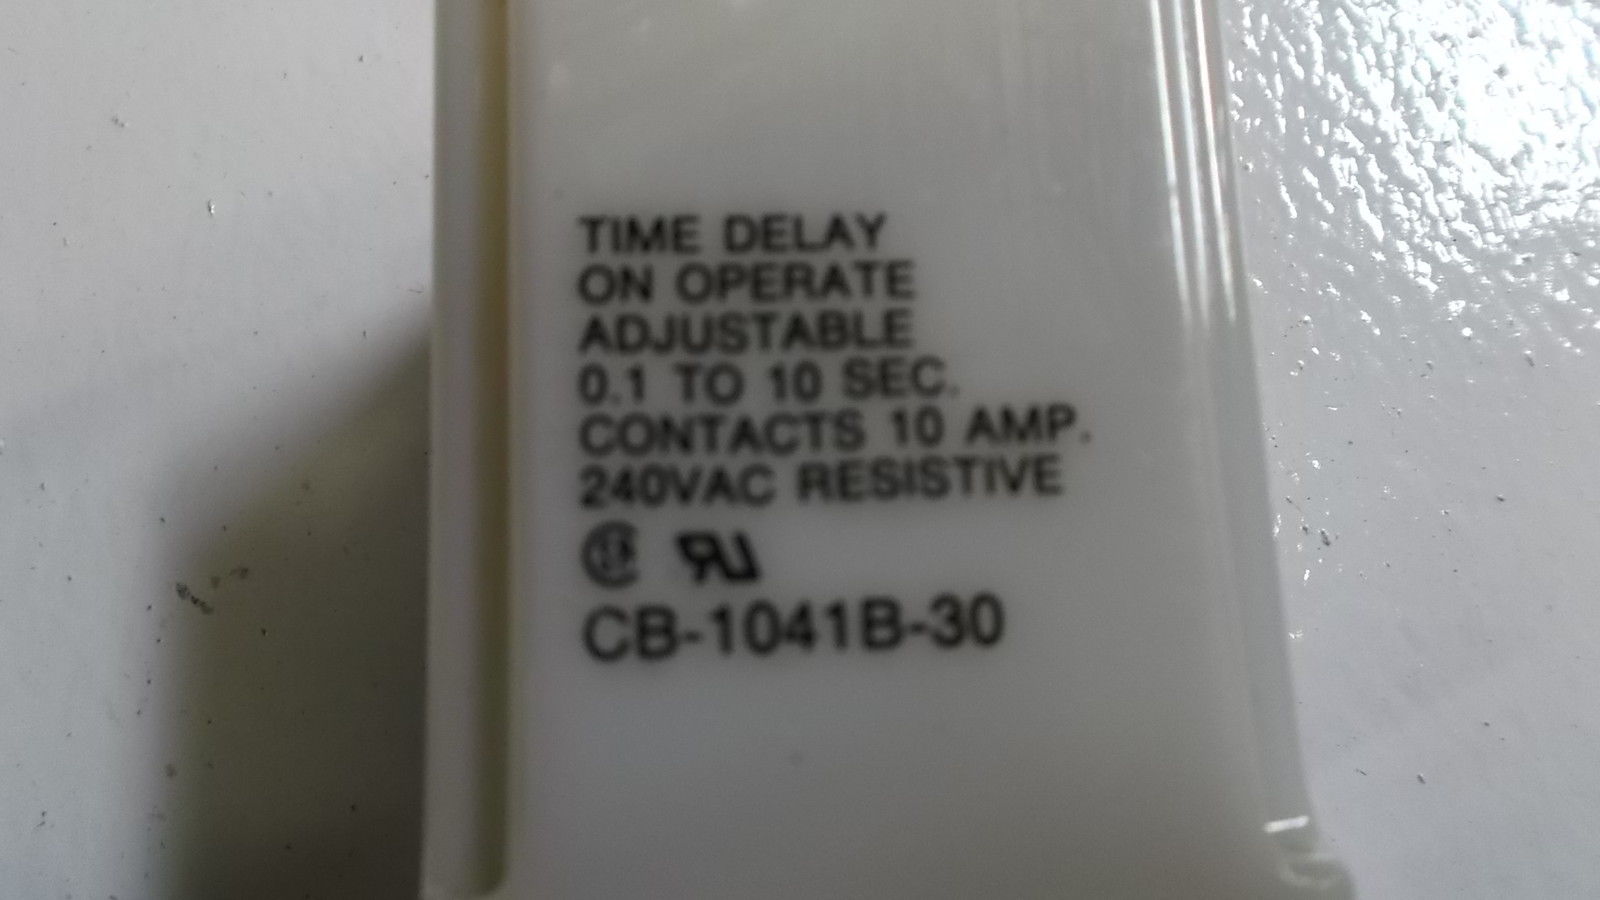 TIME DELAY
ON OPERATE
ADJUSTABLE
0.1 TO 10 SEC.
CONTACTS 10 AMP.
240VAC RESISTIVE
CB-1041B-30